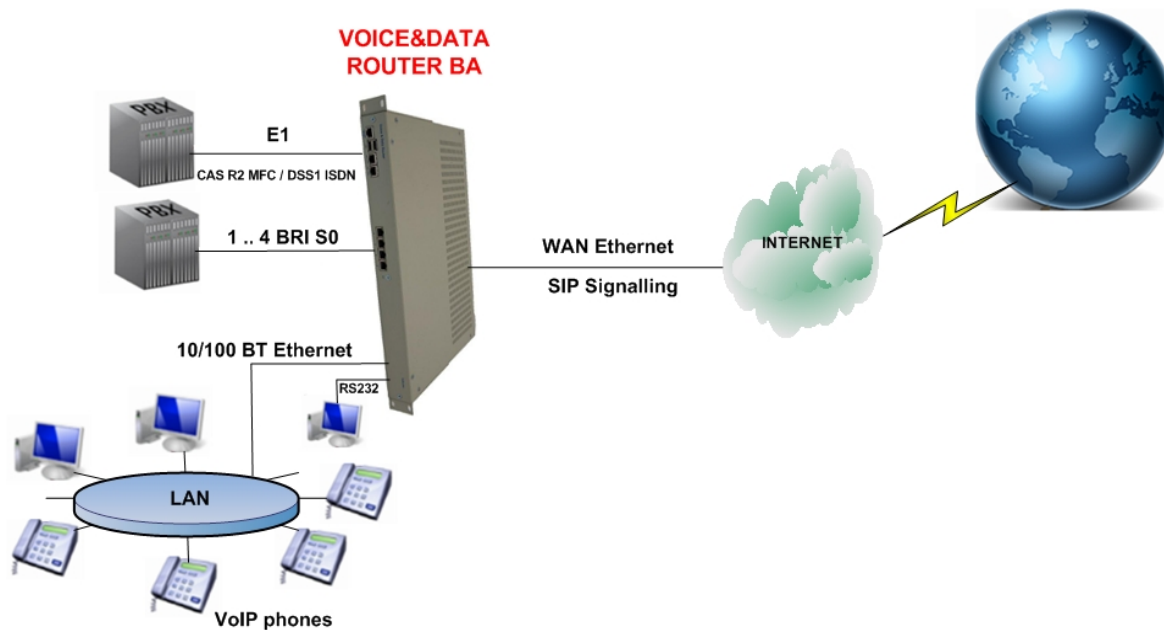 VOICE&DATA
ROUTER BA
PBX
E1
CAS R2 MFC / DSS1 ISDN
PBX
1 .. 4 BRI S0
WAN Ethernet
SIP Signalling
INTERNET
10/100 BT Ethernet
RS232
LAN
VoIP phones